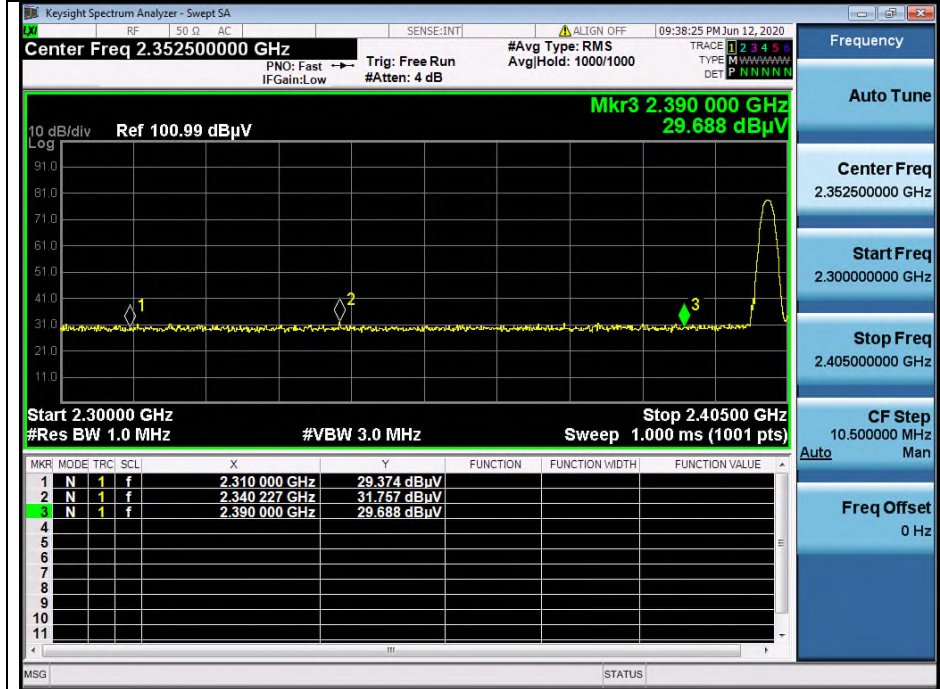 Keysight Spectrum Analyzer - Swept SA
LXI RF 50 Ω AC SENSE:INT ALIGN OFF 09:38:25 PM Jun 12, 2020
Center Freq 2.352500000 GHz
PNO: Fast
IFGain:Low
Trig: Free Run
#Atten: 4 dB
#Avg Type: RMS
Avg|Hold: 1000/1000
TRACE 1 2 3 4 5 6
TYPE M WWWWW
DET P N N N N N
Mkr3 2.390 000 GHz
29.688 dBµV
10 dB/div Ref 100.99 dBµV
Log
91.0
81.0
71.0
61.0
51.0
41.0
31.0
21.0
11.0
1
2
3
Start 2.30000 GHz Stop 2.40500 GHz
#Res BW 1.0 MHz #VBW 3.0 MHz Sweep 1.000 ms (1001 pts)
MKR MODE TRC SCL X Y FUNCTION FUNCTION WIDTH FUNCTION VALUE
1 N 1 f 2.310 000 GHz 29.374 dBµV
2 N 1 f 2.340 227 GHz 31.757 dBµV
3 N 1 f 2.390 000 GHz 29.688 dBµV
4
5
6
7
8
9
10
11
MSG STATUS
Frequency
Auto Tune
Center Freq
2.352500000 GHz
Start Freq
2.300000000 GHz
Stop Freq
2.405000000 GHz
CF Step
10.500000 MHz
Auto Man
Freq Offset
0 Hz